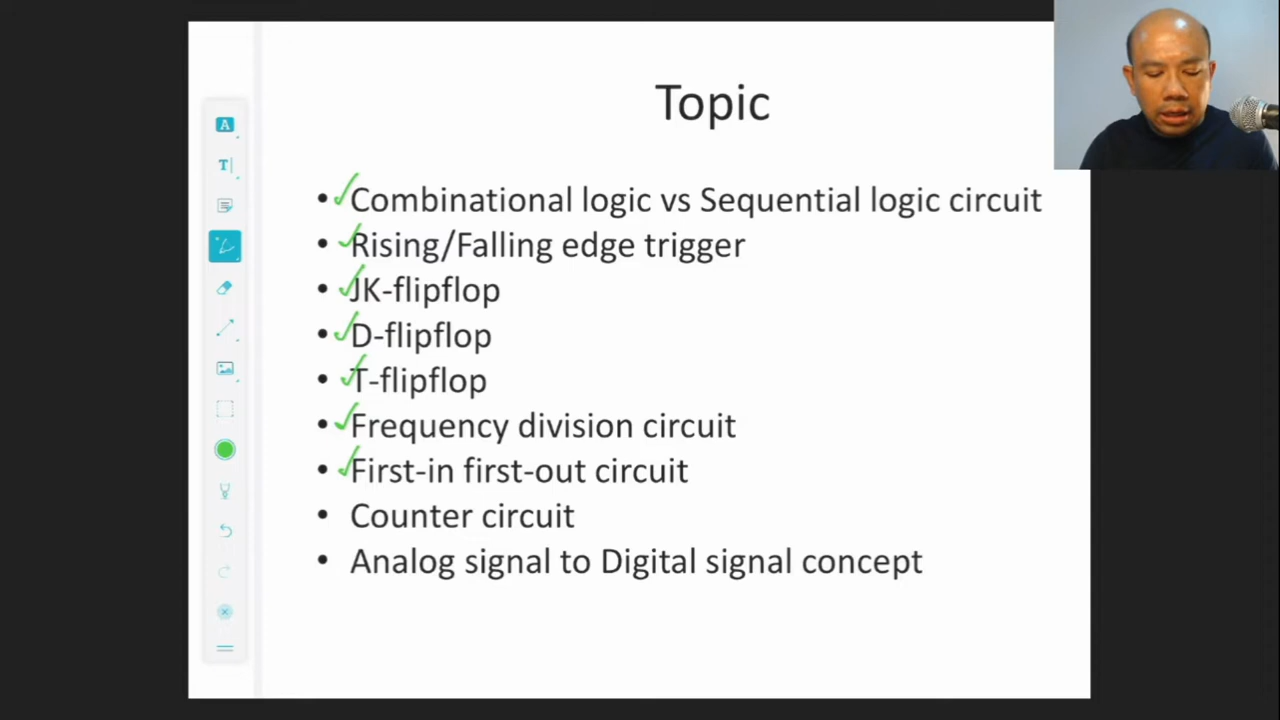 Topic
• Combinational logic vs Sequential logic circuit
• Rising/Falling edge trigger
• JK-flipflop
• D-flipflop
• T-flipflop
• Frequency division circuit
• First-in first-out circuit
• Counter circuit
• Analog signal to Digital signal concept
A
T